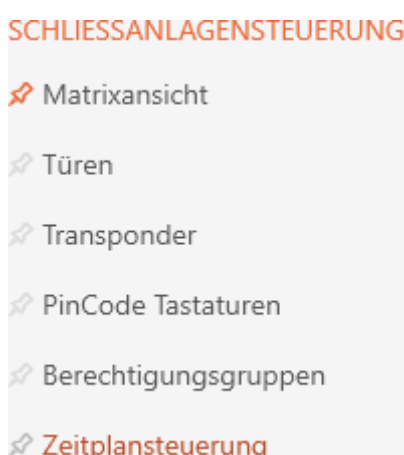 SCHLIESSANLAGENSTEUERUNG
Matrixansicht
Türen
Transponder
PinCode Tastaturen
Berechtigungsgruppen
Zeitplansteuerung